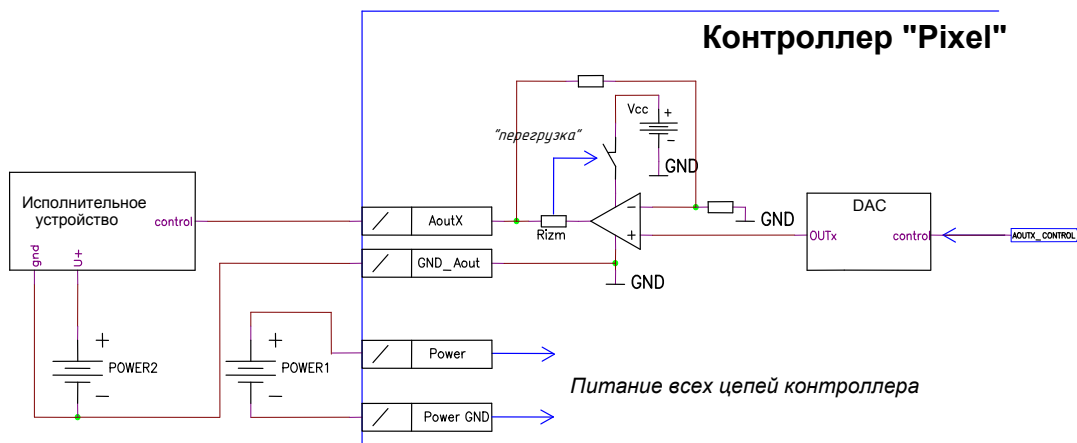 Контроллер "Pixel"
Vcc
+
-
"перегрузка"
GND
Исполнительное
устройство
control
gnd
U+
AoutX
Rizm
−
+
GND
DAC
OUTx
control
AOUTX_CONTROL
GND_Aout
GND
+
POWER2
−
+
POWER1
−
Power
Power GND
Питание всех цепей контроллера